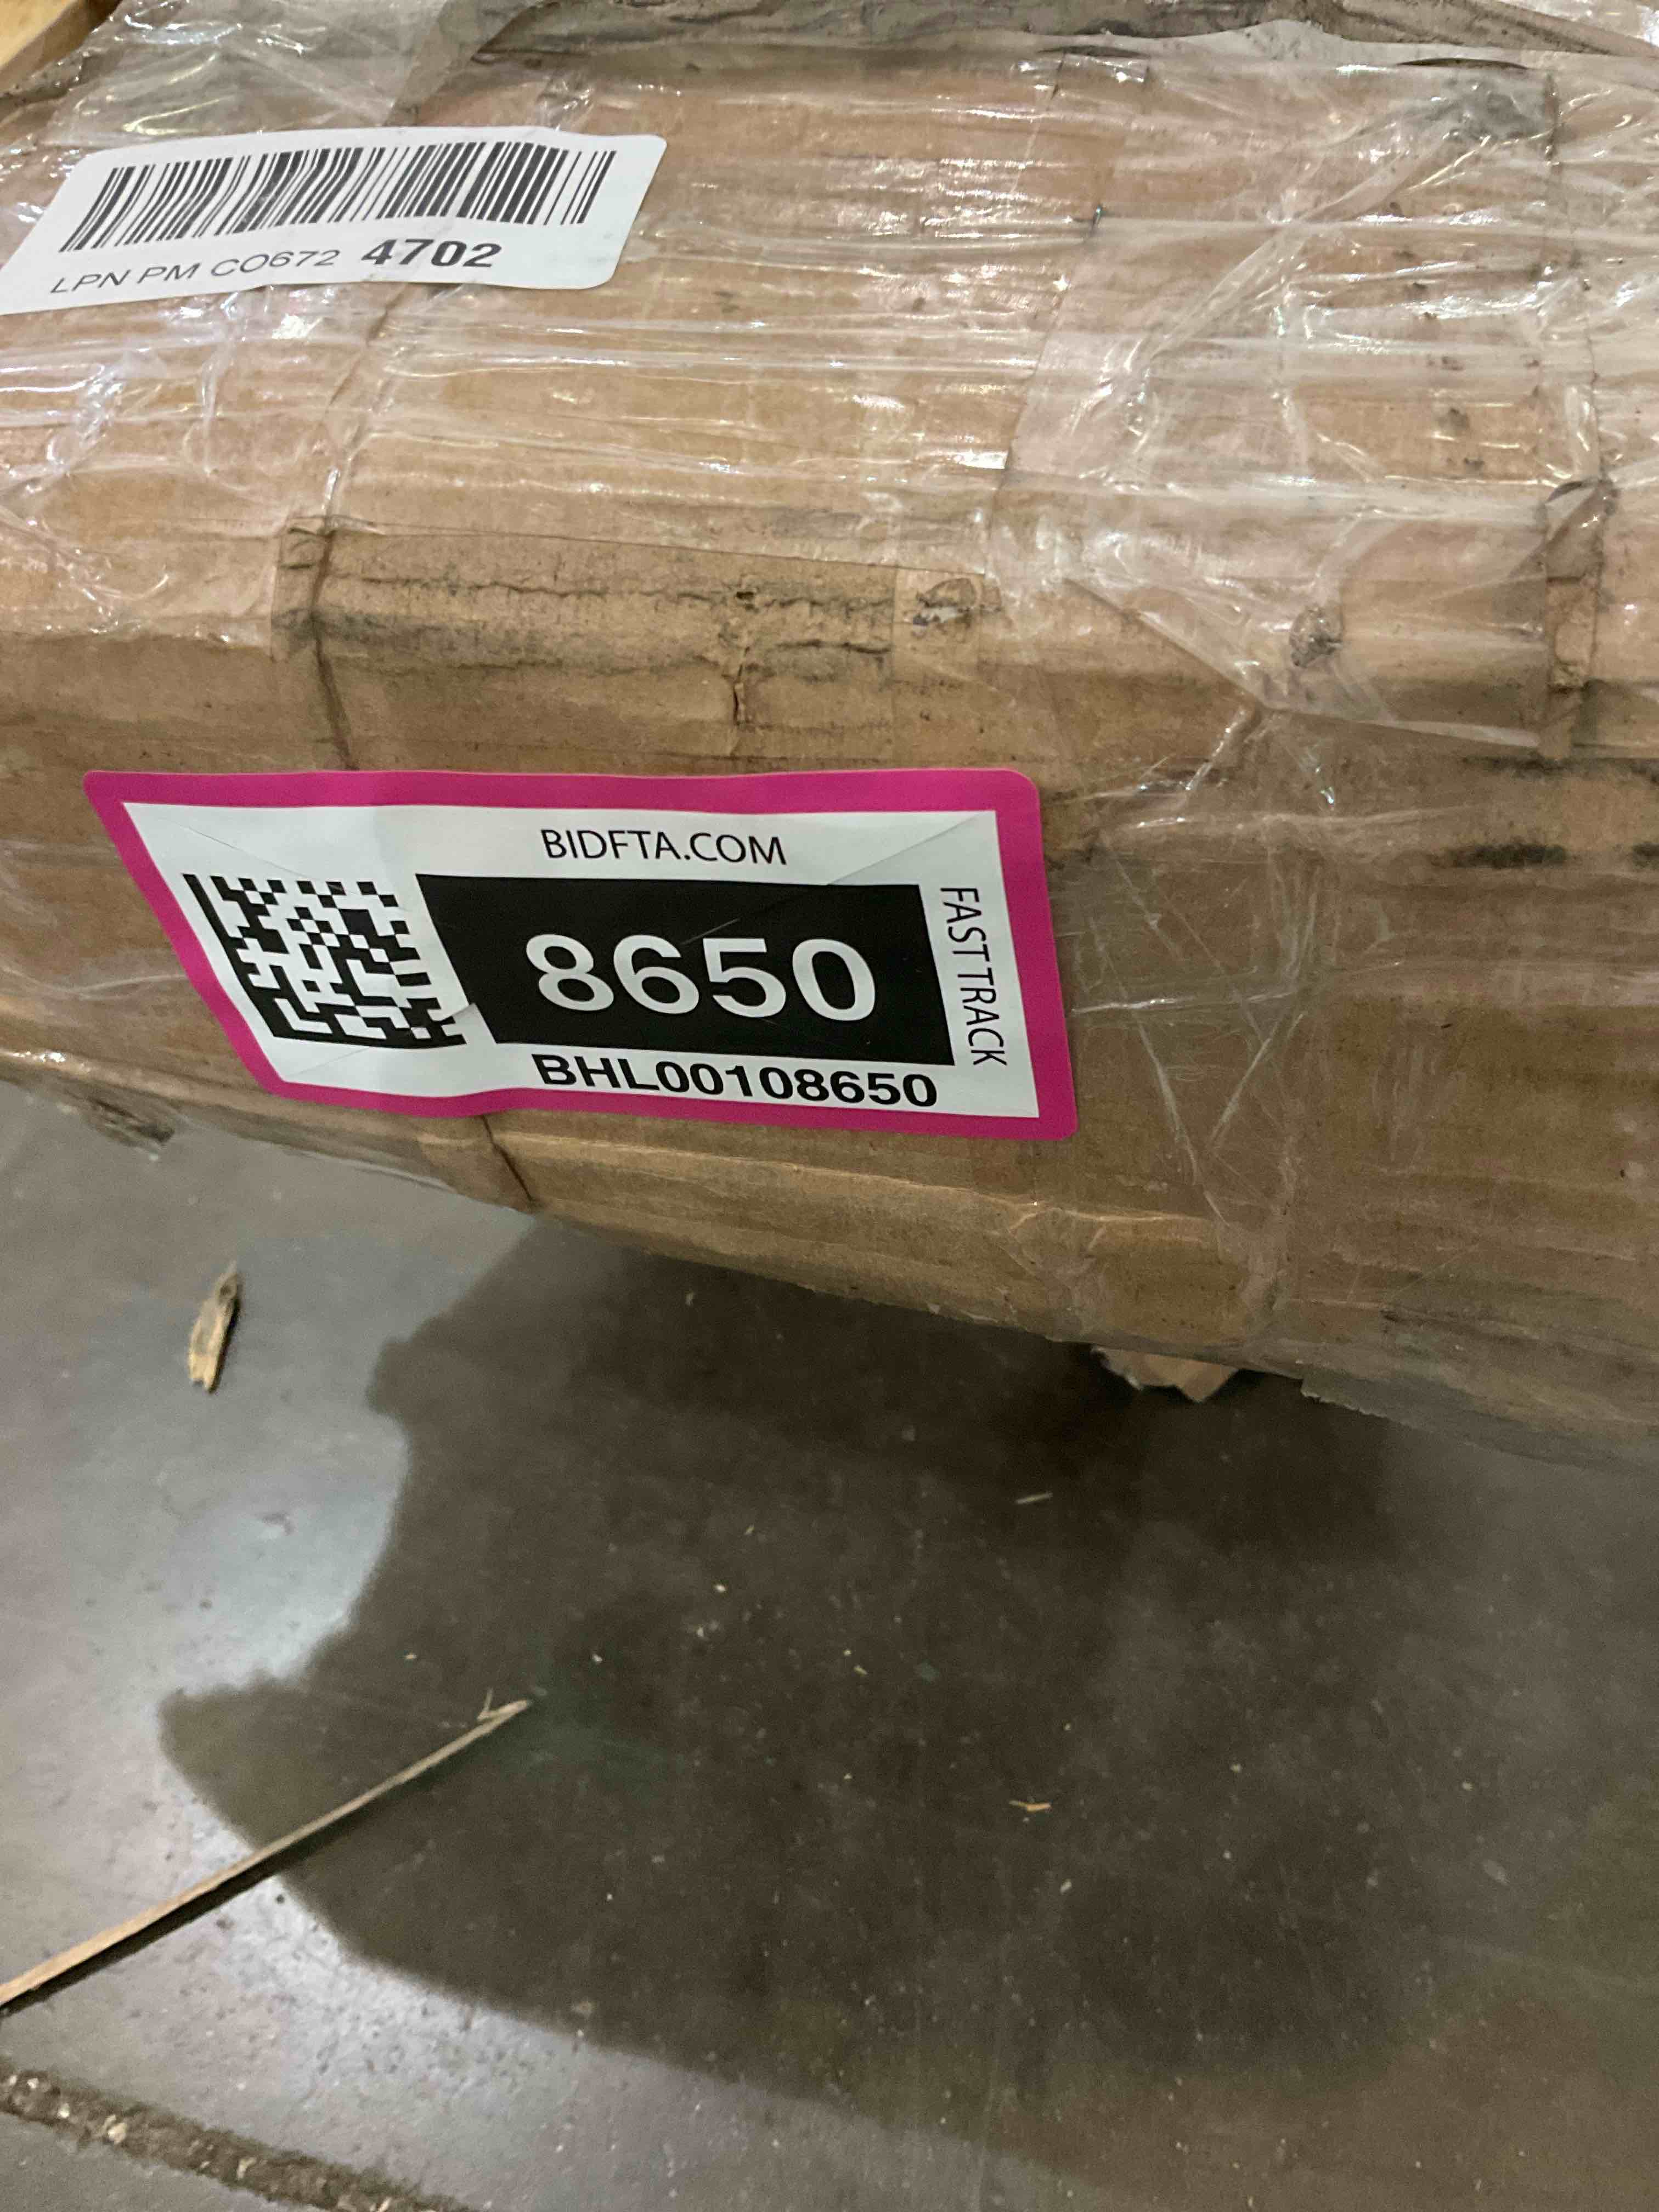 LPN PM CO672 4702
BIDFTA.COM
8650
FAST TRACK
BHL00108650